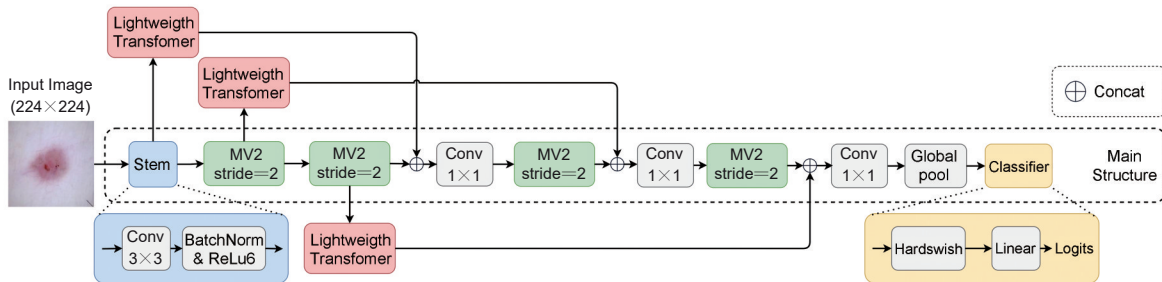 Lightweigth
Transfomer
Lightweigth
Transfomer
Input Image
(224×224)
Concat
Stem
MV2
stride=2
MV2
stride=2
Conv
1×1
MV2
stride=2
Conv
1×1
MV2
stride=2
Conv
1×1
Global
pool
Classifier
Main
Structure
Conv
3×3
BatchNorm
& ReLu6
Lightweigth
Transfomer
Hardswish
Linear
Logits